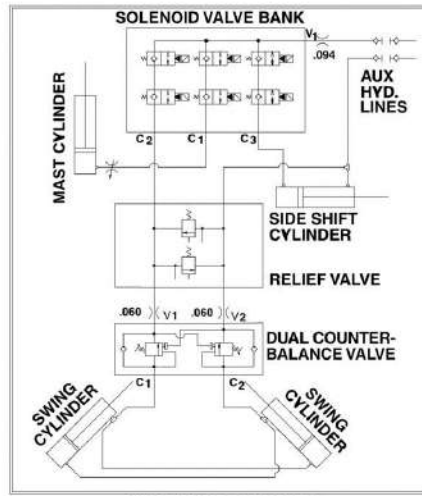 SOLENOID VALVE BANK
V1
.094
AUX
HYD.
LINES
MAST CYLINDER
C2
C1
C3
SIDE SHIFT
CYLINDER
RELIEF VALVE
.060
V1
.060
V2
DUAL COUNTER-
BALANCE VALVE
C1
C2
SWING
CYLINDER
SWING
CYLINDER